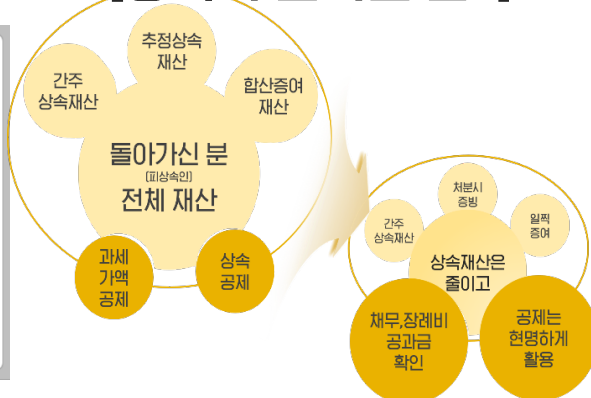 추정상속
재산
간주
상속재산
합산증여
재산
돌아가신 분
(피상속인)
전체 재산
과세
가액
공제
상속
공제
처분시
증빙
간주
상속재산
일찍
증여
상속재산은
줄이고
채무,장례비
공과금
확인
공제는
현명하게
활용